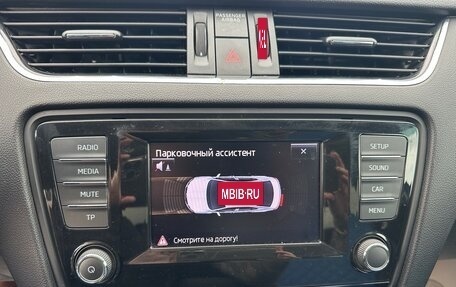 PASSENGER
AIRBAG
RADIO
MEDIA
MUTE
TP
Парковочный ассистент
×
MBIB·RU
Смотрите на дорогу!
SETUP
SOUND
CAR
MENU